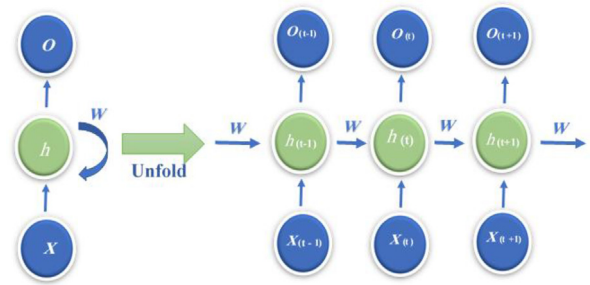 O
W
h
X
Unfold
O(t-1)
O(t)
O(t+1)
W
h(t-1)
W
h(t)
W
h(t+1)
W
X(t-1)
X(t)
X(t+1)